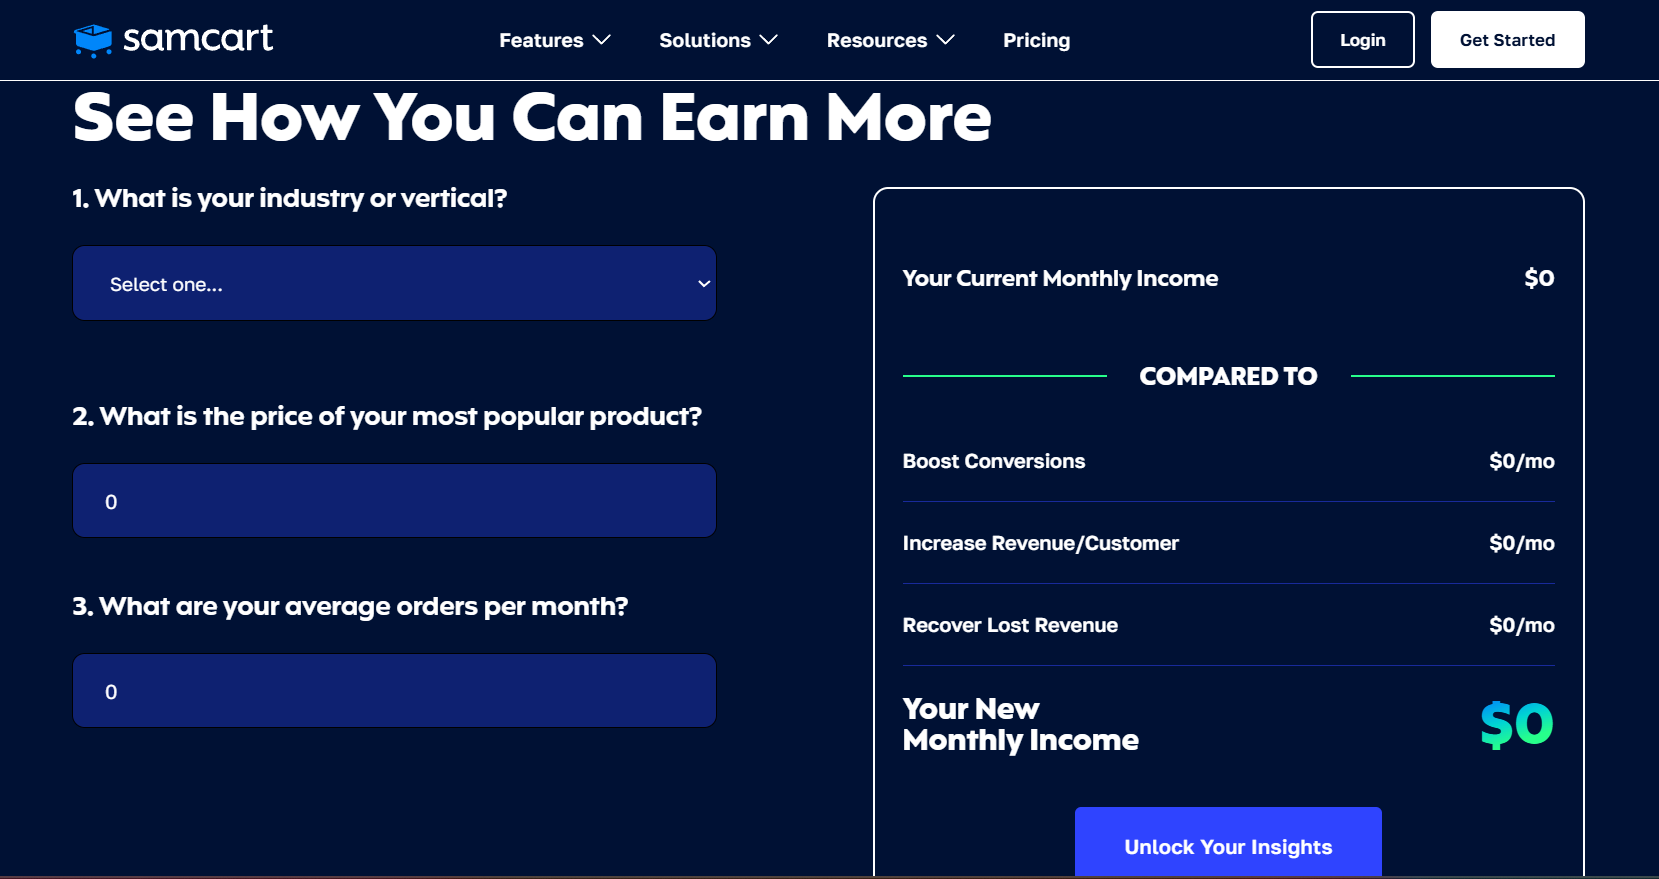 samcart
Features
Solutions
Resources
Pricing
Login
Get Started
See How You Can Earn More
1. What is your industry or vertical?
Select one...
2. What is the price of your most popular product?
0
3. What are your average orders per month?
0
Your Current Monthly Income $0
COMPARED TO
Boost Conversions $0/mo
Increase Revenue/Customer $0/mo
Recover Lost Revenue $0/mo
Your New
Monthly Income
$0
Unlock Your Insights